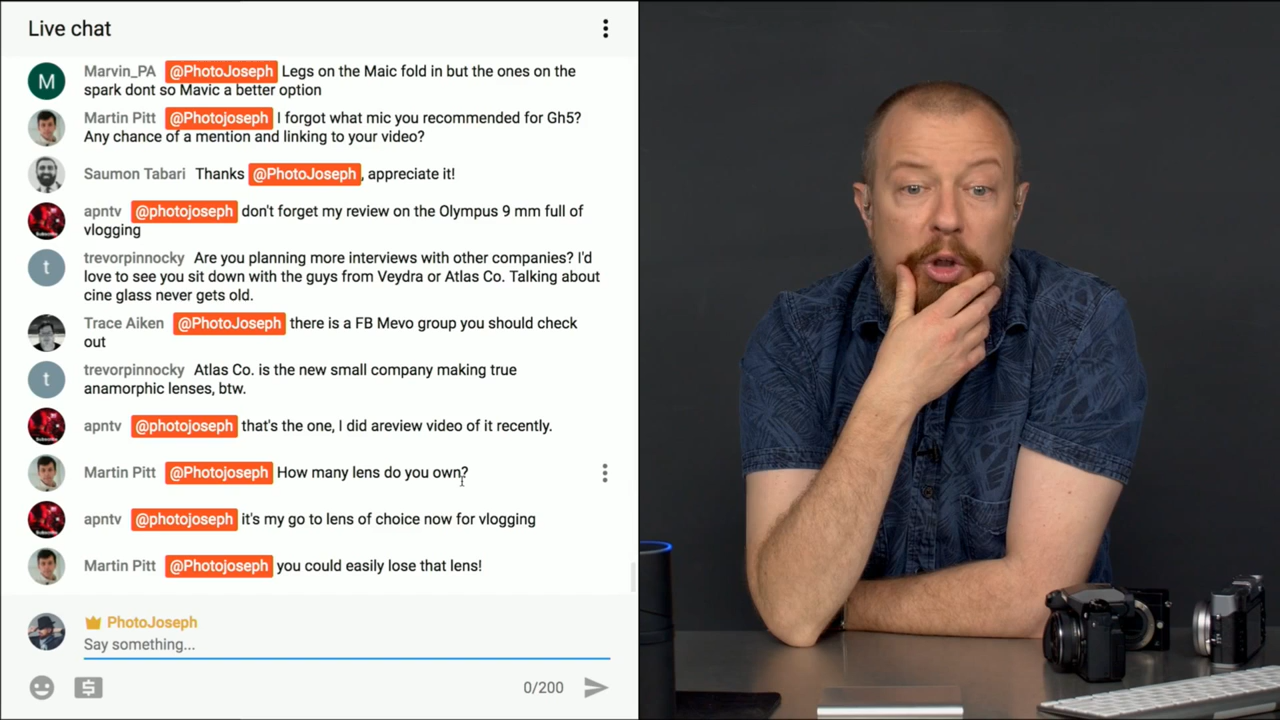 Live chat
M
Marvin_PA @PhotoJoseph Legs on the Maic fold in but the ones on the
spark dont so Mavic a better option
Martin Pitt @Photojoseph I forgot what mic you recommended for Gh5?
Any chance of a mention and linking to your video?
Saumon Tabari Thanks @PhotoJoseph, appreciate it!
apntv @photojoseph don't forget my review on the Olympus 9 mm full of
vlogging
t
trevorpinnocky Are you planning more interviews with other companies? I'd
love to see you sit down with the guys from Veydra or Atlas Co. Talking about
cine glass never gets old.
Trace Aiken @PhotoJoseph there is a FB Mevo group you should check
out
t
trevorpinnocky Atlas Co. is the new small company making true
anamorphic lenses, btw.
apntv @photojoseph that's the one, I did areview video of it recently.
Martin Pitt @Photojoseph How many lens do you own?
apntv @photojoseph it's my go to lens of choice now for vlogging
Martin Pitt @Photojoseph you could easily lose that lens!
PhotoJoseph
Say something...
$
0/200